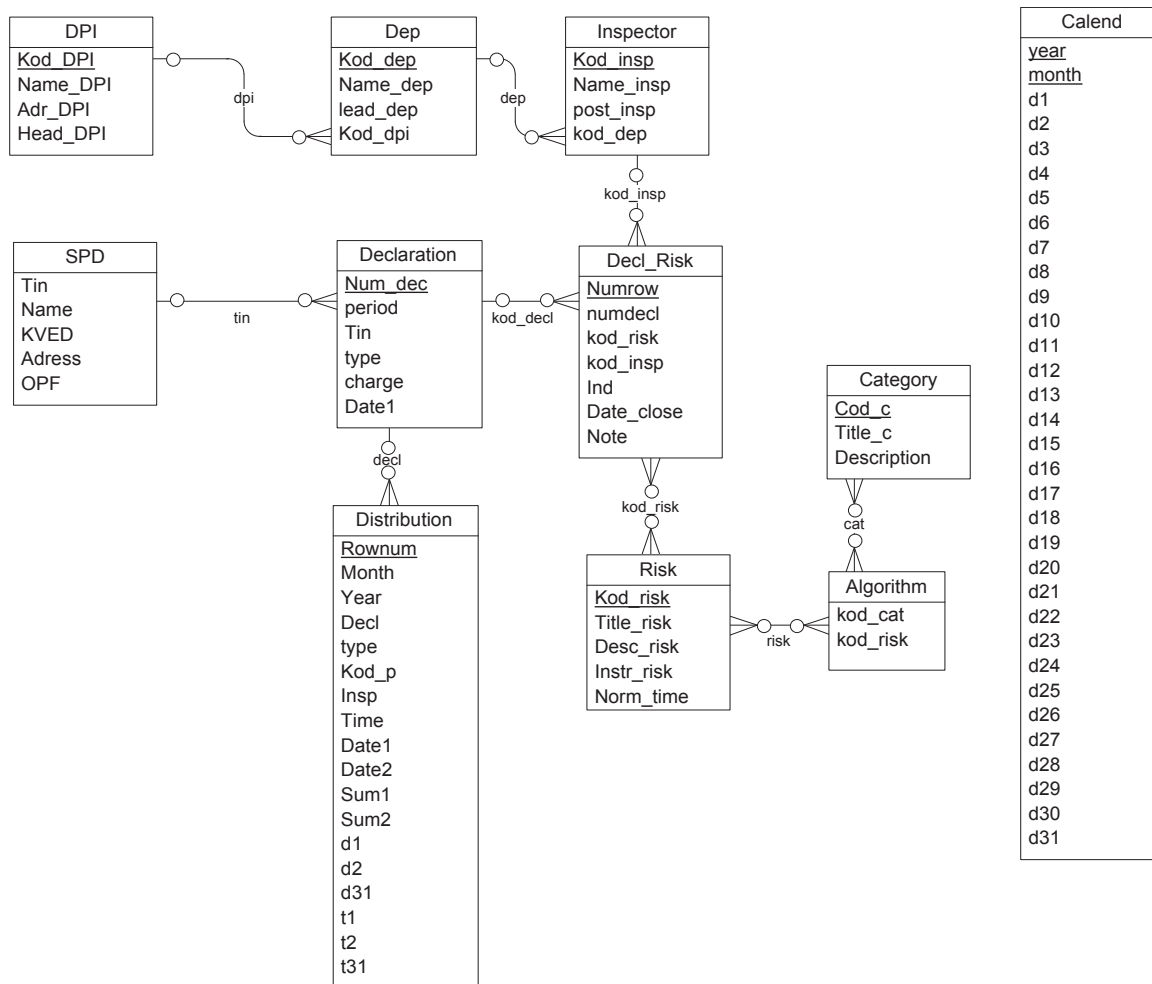 DPI
Kod_DPI
Name_DPI
Adr_DPI
Head_DPI
dpi
Dep
Kod_dep
Name_dep
lead_dep
Kod_dpi
dep
Inspector
Kod_insp
Name_insp
post_insp
kod_dep
kod_insp
SPD
Tin
Name
KVED
Adress
OPF
tin
Declaration
Num_dec
period
Tin
type
charge
Date1
kod_decl
Decl_Risk
Numrow
numdecl
kod_risk
kod_insp
Ind
Date_close
Note
decl
Distribution
Rownum
Month
Year
Decl
type
Kod_p
Insp
Time
Date1
Date2
Sum1
Sum2
d1
d2
d31
t1
t2
t31
kod_risk
Risk
Kod_risk
Title_risk
Desc_risk
Instr_risk
Norm_time
risk
Category
Cod_c
Title_c
Description
cat
Algorithm
kod_cat
kod_risk
Calend
year
month
d1
d2
d3
d4
d5
d6
d7
d8
d9
d10
d11
d12
d13
d14
d15
d16
d17
d18
d19
d20
d21
d22
d23
d24
d25
d26
d27
d28
d29
d30
d31